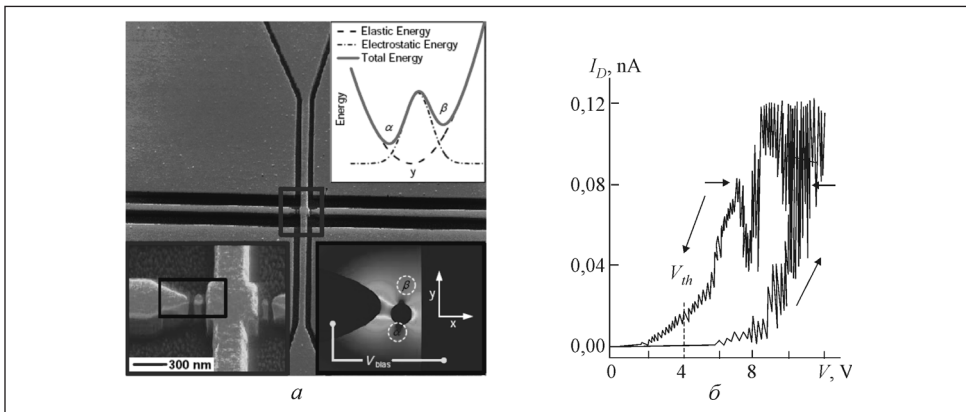 Elastic Energy
Electrostatic Energy
Total Energy
Energy
α
β
y
300 nm
β
y
x
V bias
а
I_D, nA
0,12
0,08
0,04
0,00
V_th
0
4
8
V, V
б